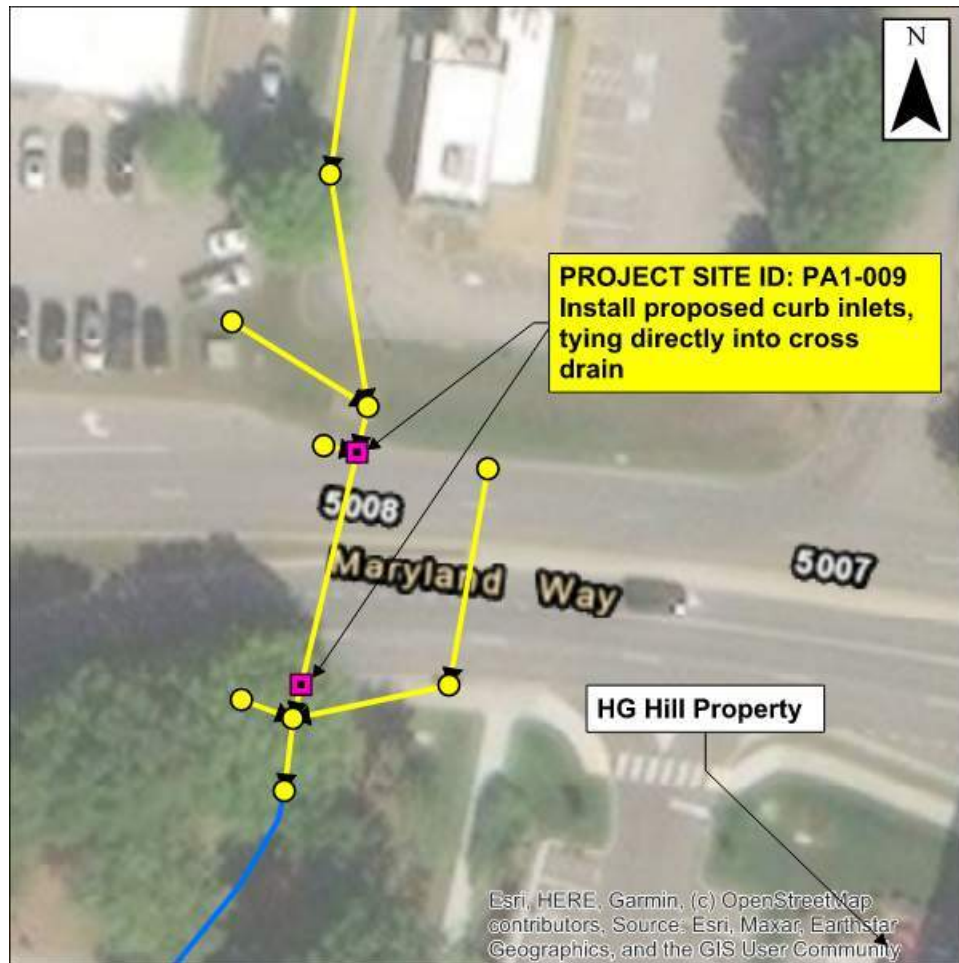 N
PROJECT SITE ID: PA1-009
Install proposed curb inlets,
tying directly into cross
drain
5008
Maryland Way
5007
HG Hill Property
Esri, HERE, Garmin, (c) OpenStreetMap
contributors, Source: Esri, Maxar, Earthstar
Geographics, and the GIS User Community